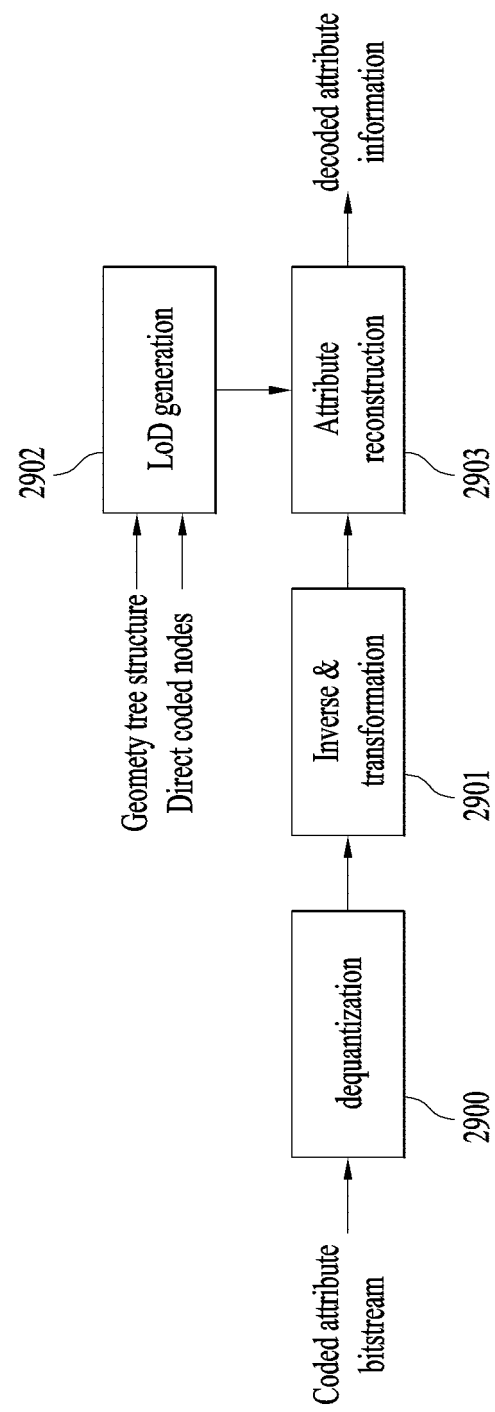 Coded attribute
bitstream
dequantization
2900
Inverse &
transformation
2901
Geomety tree structure
Direct coded nodes
LoD generation
2902
Attribute
reconstruction
2903
decoded attribute
information